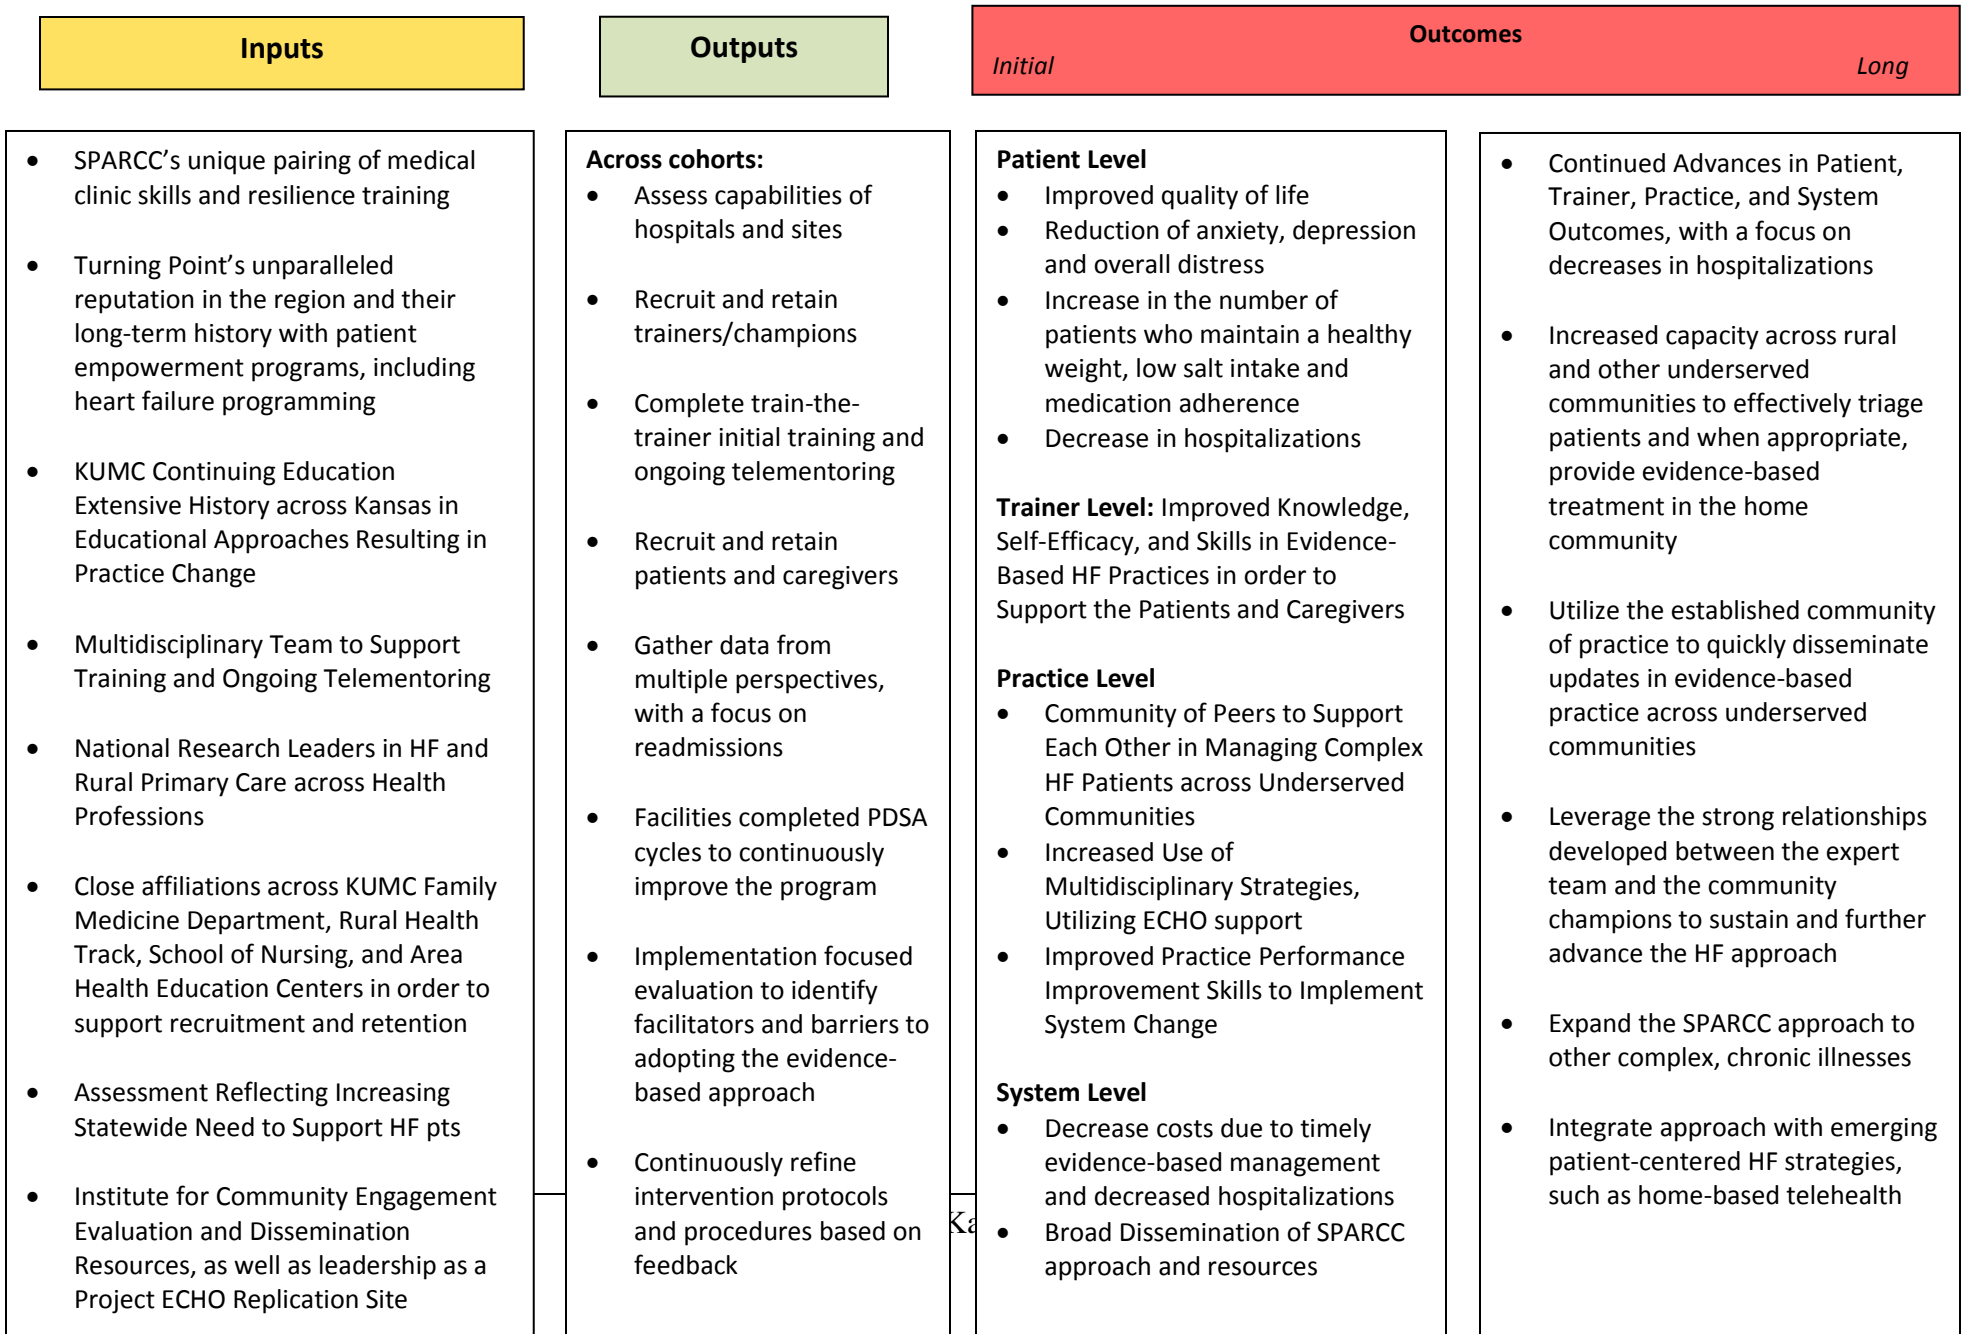 Inputs
Outputs
Outcomes
Initial
Long
• SPARCC’s unique pairing of medical
clinic skills and resilience training
• Turning Point’s unparalleled
reputation in the region and their
long-term history with patient
empowerment programs, including
heart failure programming
• KUMC Continuing Education
Extensive History across Kansas in
Educational Approaches Resulting in
Practice Change
• Multidisciplinary Team to Support
Training and Ongoing Telementoring
• National Research Leaders in HF and
Rural Primary Care across Health
Professions
• Close affiliations across KUMC Family
Medicine Department, Rural Health
Track, School of Nursing, and Area
Health Education Centers in order to
support recruitment and retention
• Assessment Reflecting Increasing
Statewide Need to Support HF pts
• Institute for Community Engagement
Evaluation and Dissemination
Resources, as well as leadership as a
Project ECHO Replication Site
Across cohorts:
• Assess capabilities of
hospitals and sites
• Recruit and retain
trainers/champions
• Complete train-the-
trainer initial training and
ongoing telementoring
• Recruit and retain
patients and caregivers
• Gather data from
multiple perspectives,
with a focus on
readmissions
• Facilities completed PDSA
cycles to continuously
improve the program
• Implementation focused
evaluation to identify
facilitators and barriers to
adopting the evidence-
based approach
• Continuously refine
intervention protocols
and procedures based on
feedback
Patient Level
• Improved quality of life
• Reduction of anxiety, depression
and overall distress
• Increase in the number of
patients who maintain a healthy
weight, low salt intake and
medication adherence
• Decrease in hospitalizations
Trainer Level: Improved Knowledge,
Self-Efficacy, and Skills in Evidence-
Based HF Practices in order to
Support the Patients and Caregivers
Practice Level
• Community of Peers to Support
Each Other in Managing Complex
HF Patients across Underserved
Communities
• Increased Use of
Multidisciplinary Strategies,
Utilizing ECHO support
• Improved Practice Performance
Improvement Skills to Implement
System Change
System Level
• Decrease costs due to timely
evidence-based management
and decreased hospitalizations
• Broad Dissemination of SPARCC
approach and resources
• Continued Advances in Patient,
Trainer, Practice, and System
Outcomes, with a focus on
decreases in hospitalizations
• Increased capacity across rural
and other underserved
communities to effectively triage
patients and when appropriate,
provide evidence-based
treatment in the home
community
• Utilize the established community
of practice to quickly disseminate
updates in evidence-based
practice across underserved
communities
• Leverage the strong relationships
developed between the expert
team and the community
champions to sustain and further
advance the HF approach
• Expand the SPARCC approach to
other complex, chronic illnesses
• Integrate approach with emerging
patient-centered HF strategies,
such as home-based telehealth